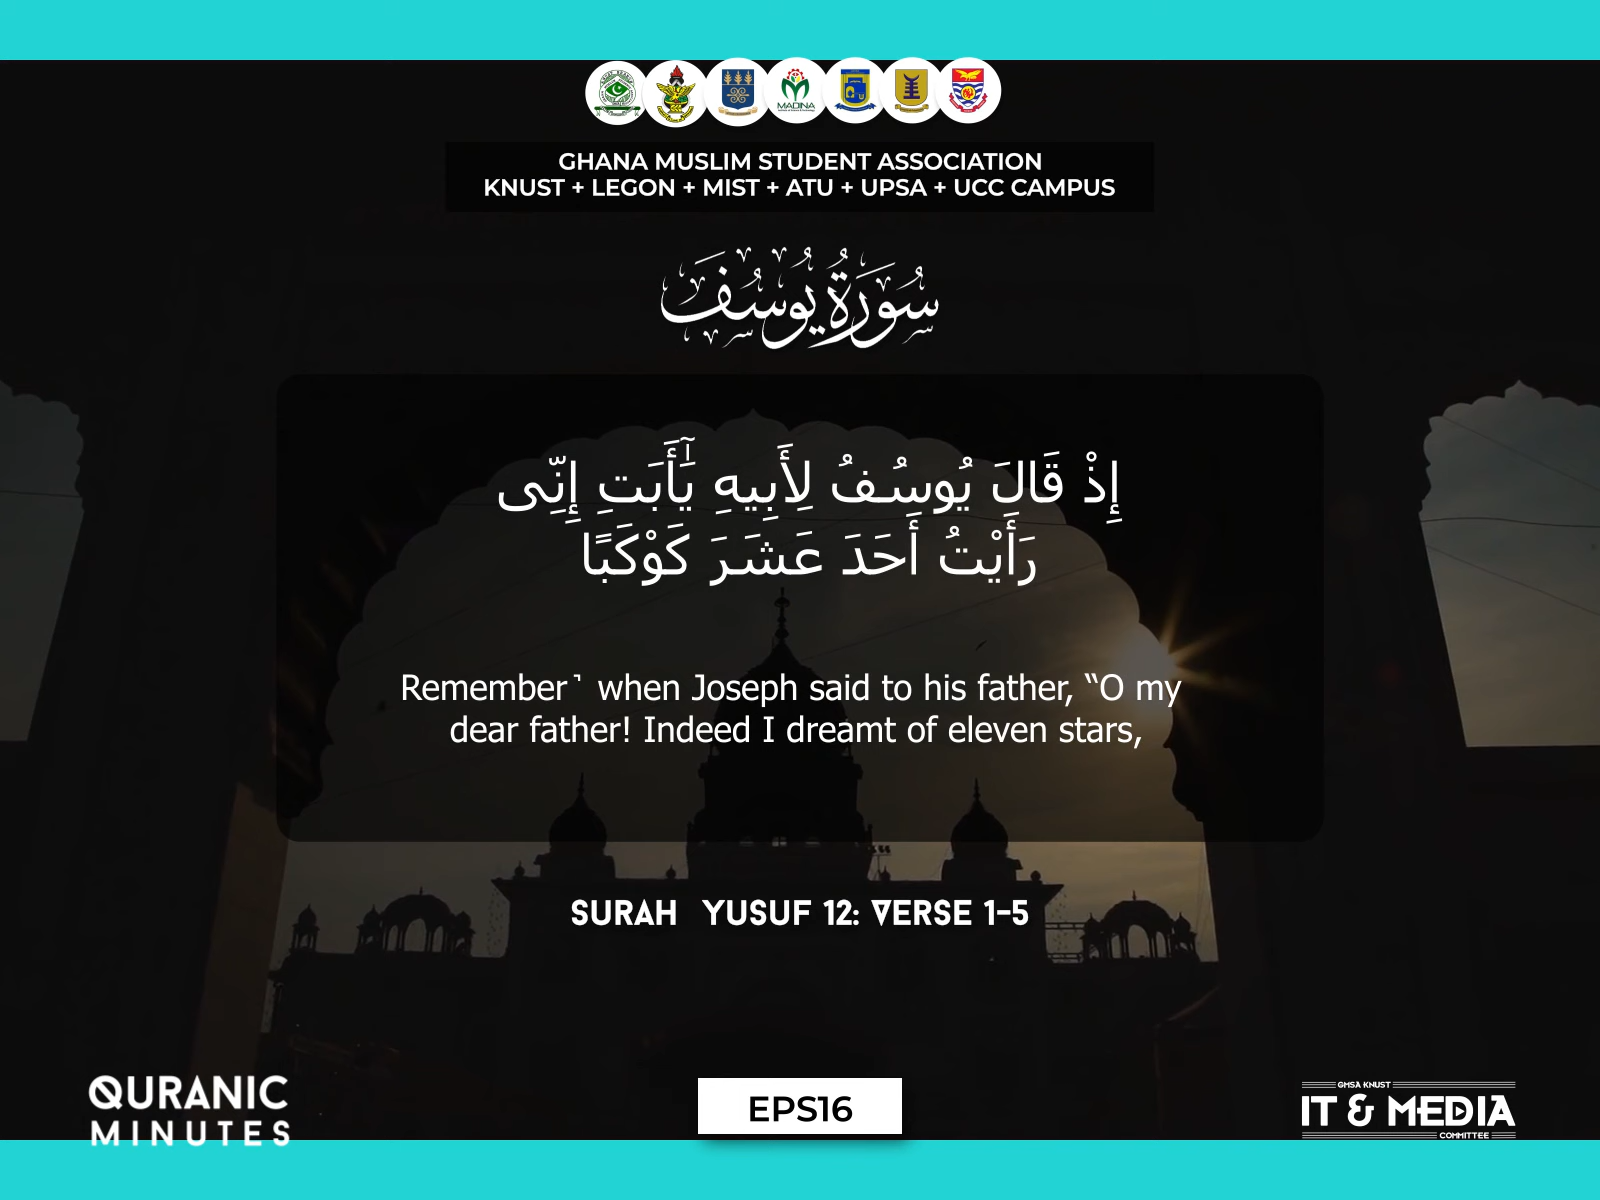 MADINA
GHANA MUSLIM STUDENT ASSOCIATION
KNUST + LEGON + MIST + ATU + UPSA + UCC CAMPUS
سُورَةُ يُوسُفَ
إِذْ قَالَ يُوسُفُ لِأَبِيهِ يَٰٓأَبَتِ إِنِّى
رَأَيْتُ أَحَدَ عَشَرَ كَوْكَبًا
Remember˺ when Joseph said to his father, “O my
dear father! Indeed I dreamt of eleven stars,
SURAH YUSUF 12: VERSE 1-5
QURANIC
MINUTES
EPS16
GMSA KNUST
IT & MEDIA
COMMITTEE